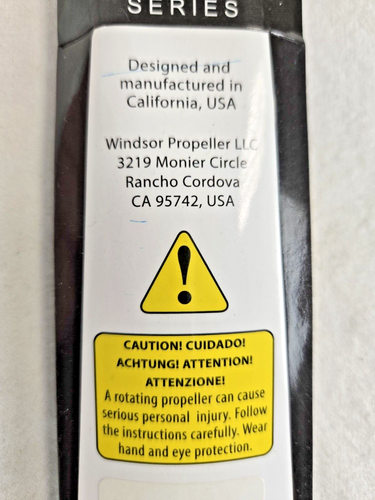 SERIES
Designed and
manufactured in
California, USA
Windsor Propeller LLC
3219 Monier Circle
Rancho Cordova
CA 95742, USA
!
CAUTION! CUIDADO!
ACHTUNG! ATTENTION!
ATTENZIONE!
A rotating propeller can cause
serious personal injury. Follow
the instructions carefully. Wear
hand and eye protection.